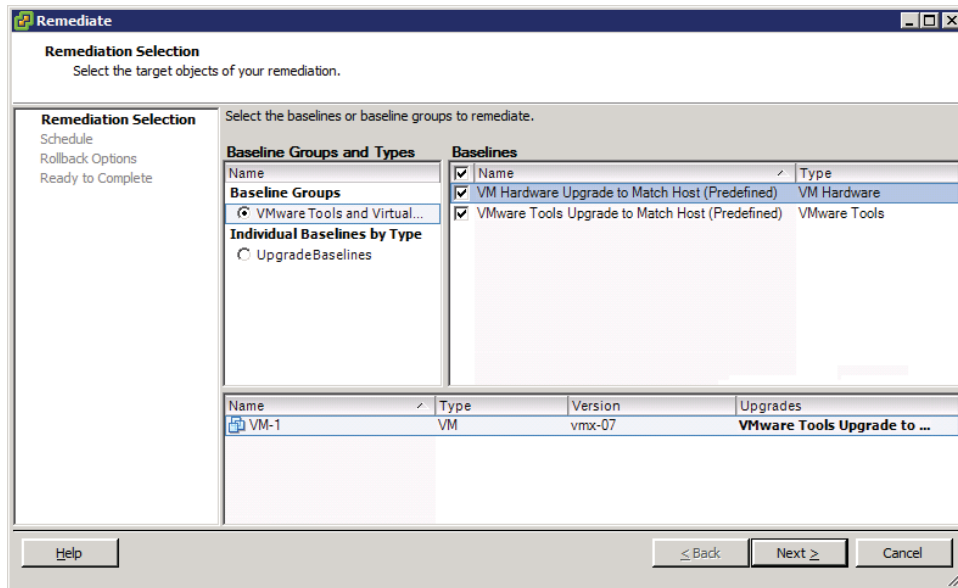 Remediate
Remediation Selection
Select the target objects of your remediation.
Remediation Selection
Schedule
Rollback Options
Ready to Complete
Select the baselines or baseline groups to remediate.
Baseline Groups and Types
Name
Baseline Groups
VMware Tools and Virtual...
Individual Baselines by Type
UpgradeBaselines
Baselines
Name Type
VM Hardware Upgrade to Match Host (Predefined) VM Hardware
VMware Tools Upgrade to Match Host (Predefined) VMware Tools
Name Type Version Upgrades
VM-1 VM vmx-07 VMware Tools Upgrade to ...
Help < Back Next > Cancel